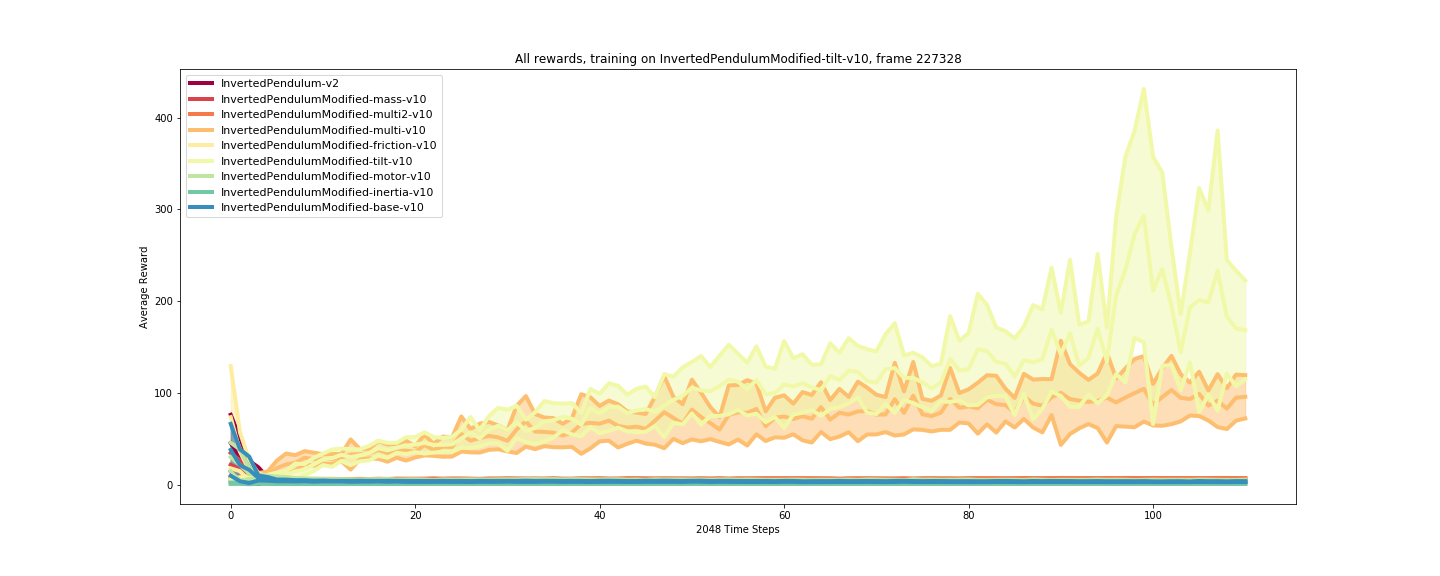 All rewards, training on InvertedPendulumModified-tilt-v10, frame 227328
InvertedPendulum-v2
InvertedPendulumModified-mass-v10
InvertedPendulumModified-multi2-v10
InvertedPendulumModified-multi-v10
InvertedPendulumModified-friction-v10
InvertedPendulumModified-tilt-v10
InvertedPendulumModified-motor-v10
InvertedPendulumModified-inertia-v10
InvertedPendulumModified-base-v10
Average Reward
400
300
200
100
0
0 20 40 60 80 100
2048 Time Steps